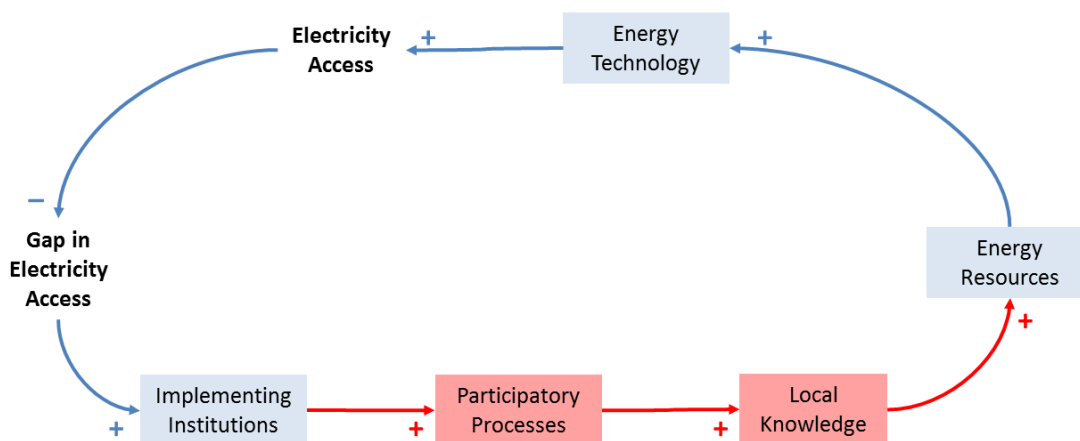 Electricity
Access
+
Energy
Technology
+
−
Gap in
Electricity
Access
Energy
Resources
+
+
Implementing
Institutions
+
Participatory
Processes
+
Local
Knowledge